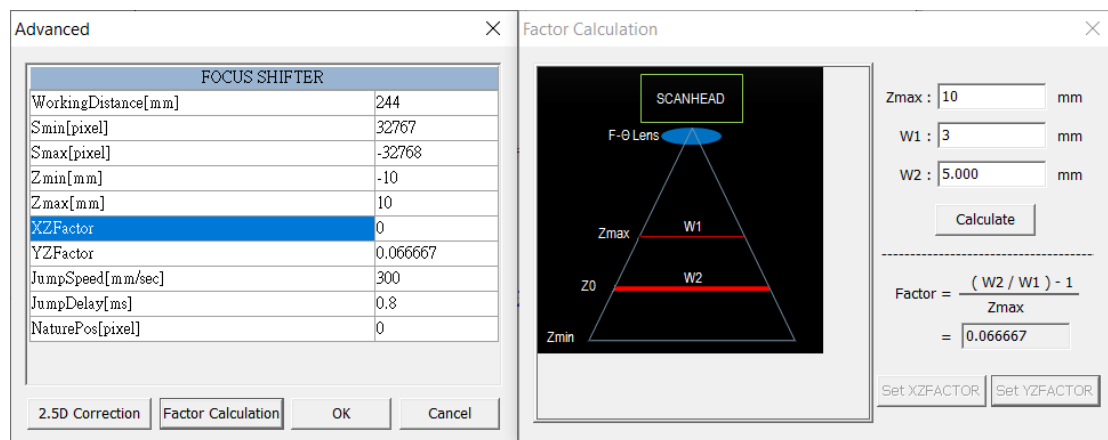 Advanced
FOCUS SHIFTER
WorkingDistance[mm] 244
Smin[pixel] 32767
Smax[pixel] -32768
Zmin[mm] -10
Zmax[mm] 10
XZFactor 0
YZFactor 0.066667
JumpSpeed[mm/sec] 300
JumpDelay[ms] 0.8
NaturePos[pixel] 0
2.5D Correction Factor Calculation OK Cancel
Factor Calculation
SCANHEAD
F-Θ Lens
Zmax W1
Z0 W2
Zmin
Zmax : 10 mm
W1 : 3 mm
W2 : 5.000 mm
Calculate
Factor = ( W2 / W1 ) - 1
Zmax
= 0.066667
Set XZFACTOR Set YZFACTOR